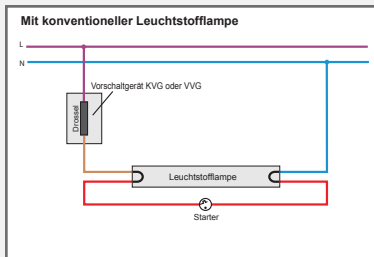 Mit konventioneller Leuchtstofflampe
L
N
Vorschaltgerät KVG oder VVG
Drossel
Leuchtstofflampe
Starter